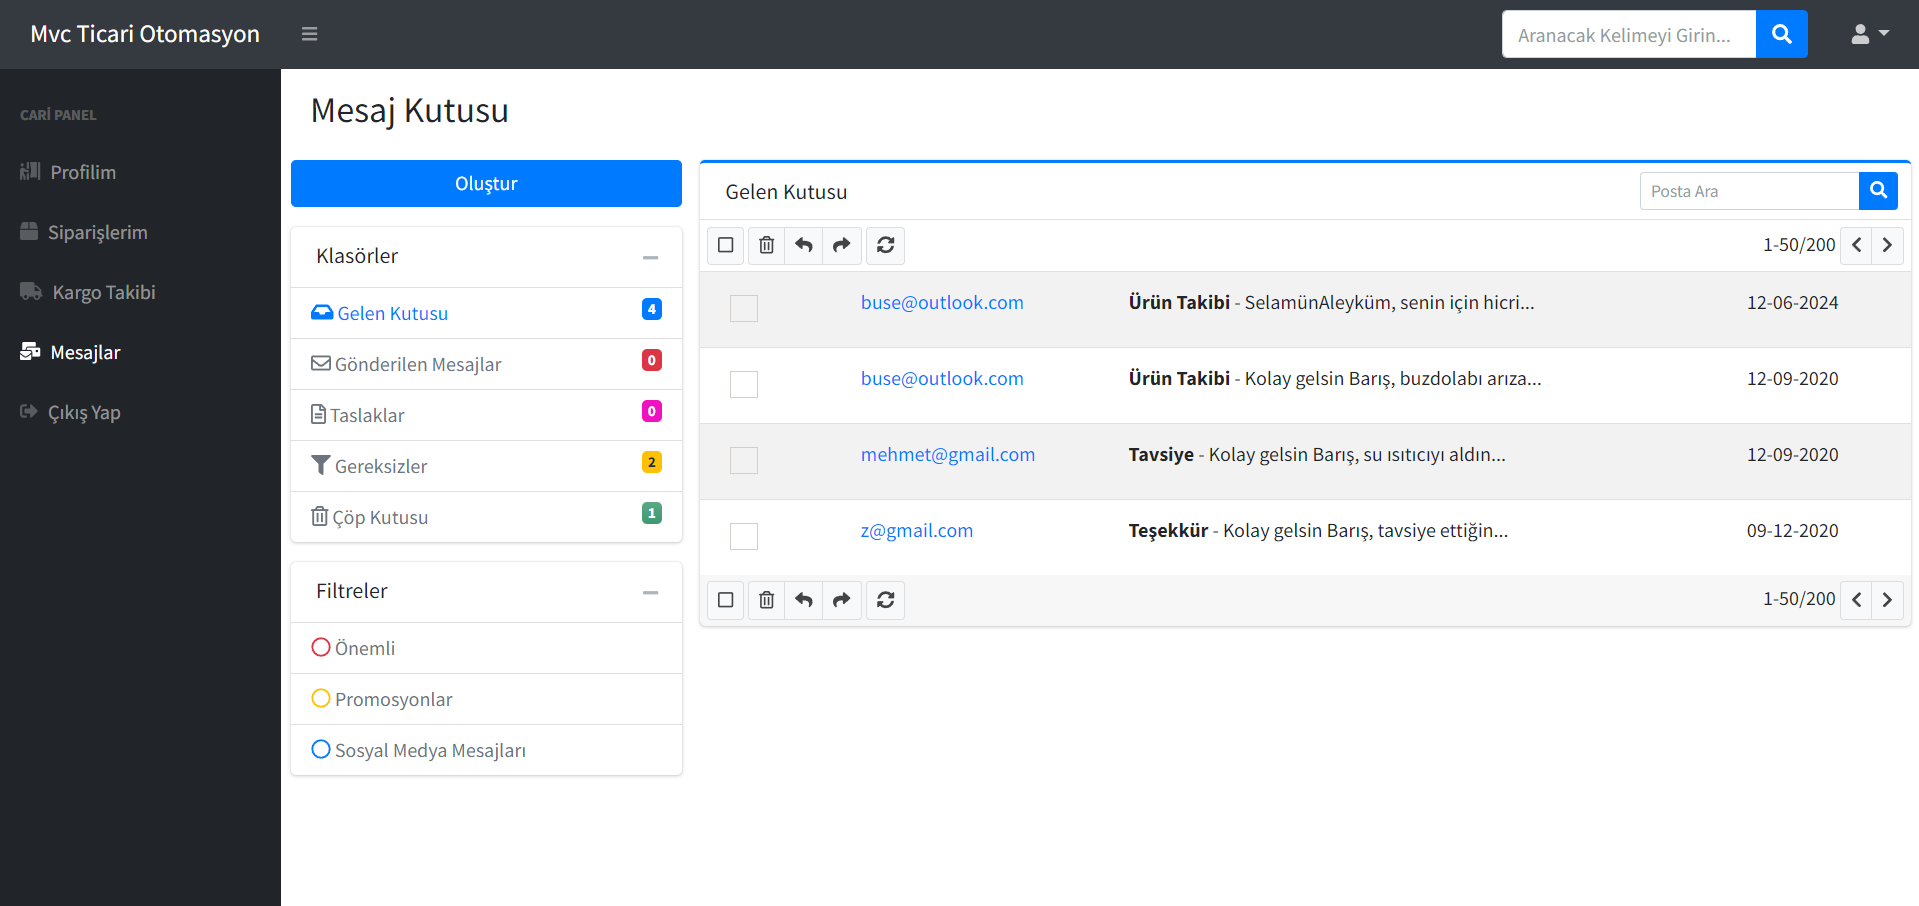 Mvc Ticari Otomasyon
Aranacak Kelimeyi Girin...
CARİ PANEL
Profilim
Siparişlerim
Kargo Takibi
Mesajlar
Çıkış Yap
Mesaj Kutusu
Oluştur
Klasörler
Gelen Kutusu 4
Gönderilen Mesajlar 0
Taslaklar 0
Gereksizler 2
Çöp Kutusu 1
Filtreler
Önemli
Promosyonlar
Sosyal Medya Mesajları
Gelen Kutusu
Posta Ara
1-50/200
buse@outlook.com Ürün Takibi - SelamünAleyküm, senin için hicri... 12-06-2024
buse@outlook.com Ürün Takibi - Kolay gelsin Barış, buzdolabı arıza... 12-09-2020
mehmet@gmail.com Tavsiye - Kolay gelsin Barış, su ısıtıcıyı aldın... 12-09-2020
z@gmail.com Teşekkür - Kolay gelsin Barış, tavsiye ettiğin... 09-12-2020
1-50/200